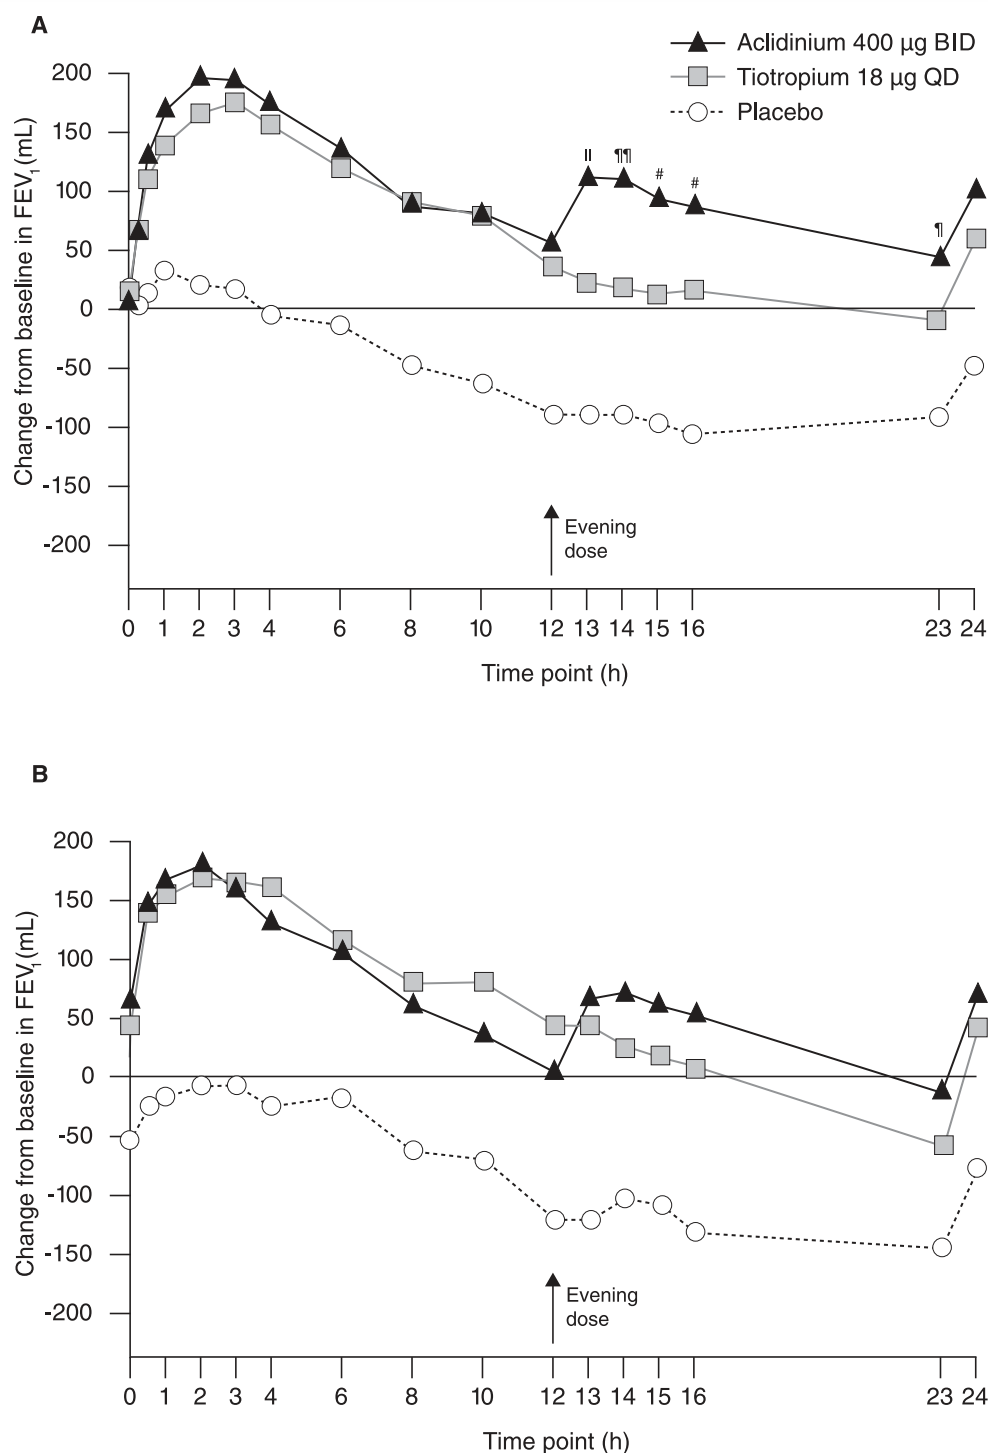 A
Aclidinium 400 µg BID
Tiotropium 18 µg QD
Placebo
Change from baseline in FEV₁(mL)
200
150
100
50
0
-50
-100
-150
-200
ǁ ¶¶ # # ¶
Evening
dose
0 1 2 3 4 6 8 10 12 13 14 15 16 23 24
Time point (h)
B
Change from baseline in FEV₁(mL)
200
150
100
50
0
-50
-100
-150
-200
Evening
dose
0 1 2 3 4 6 8 10 12 13 14 15 16 23 24
Time point (h)